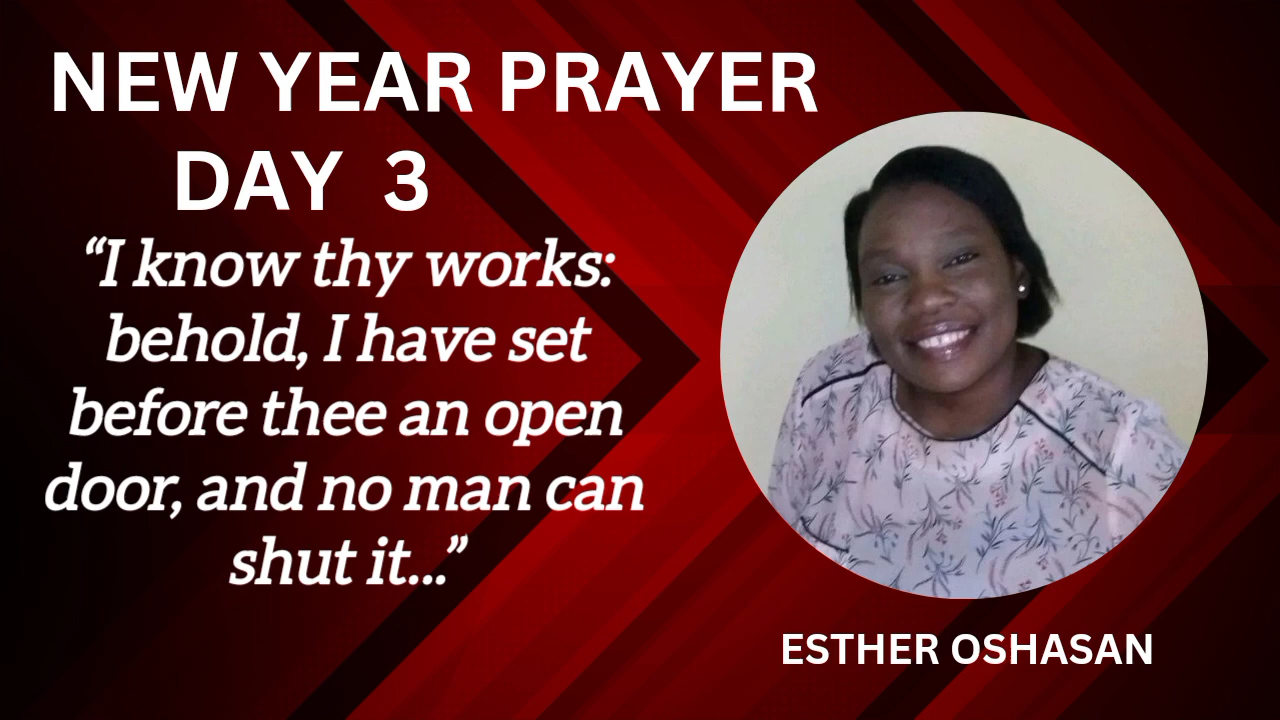 NEW YEAR PRAYER
DAY 3
“I know thy works:
behold, I have set
before thee an open
door, and no man can
shut it...”
ESTHER OSHASAN